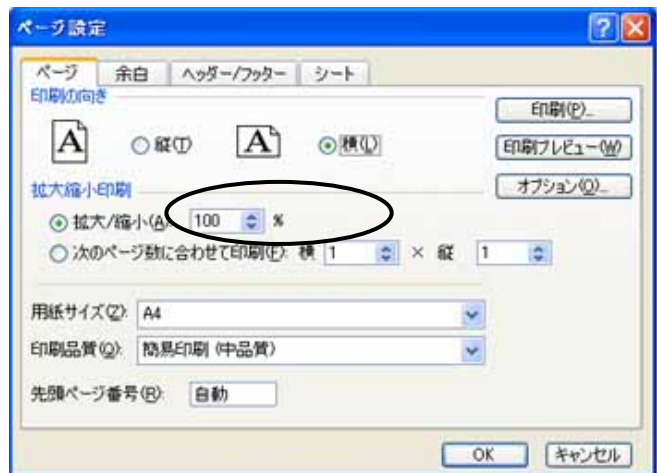 ページ設定
ページ 余白 ヘッダー/フッター シート
印刷の向き
A 縦(T) A 横(L)
印刷(P)...
印刷プレビュー(W)
オプション(O)...
拡大縮小印刷
拡大/縮小(A): 100 %
次のページ数に合わせて印刷(F): 横 1 × 縦 1
用紙サイズ(Z): A4
印刷品質(Q): 簡易印刷 (中品質)
先頭ページ番号(R): 自動
OK キャンセル